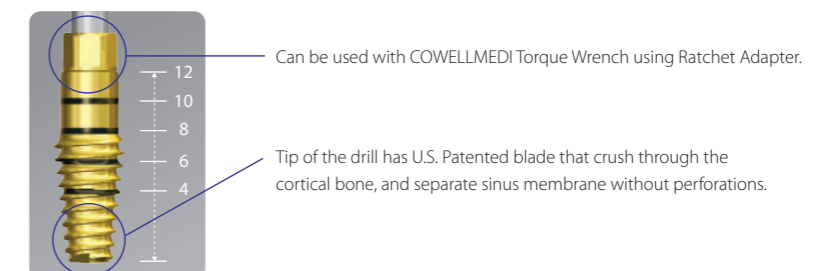 Can be used with COWELLMEDI Torque Wrench using Ratchet Adapter.
12
10
8
6
4
Tip of the drill has U.S. Patented blade that crush through the
cortical bone, and separate sinus membrane without perforations.